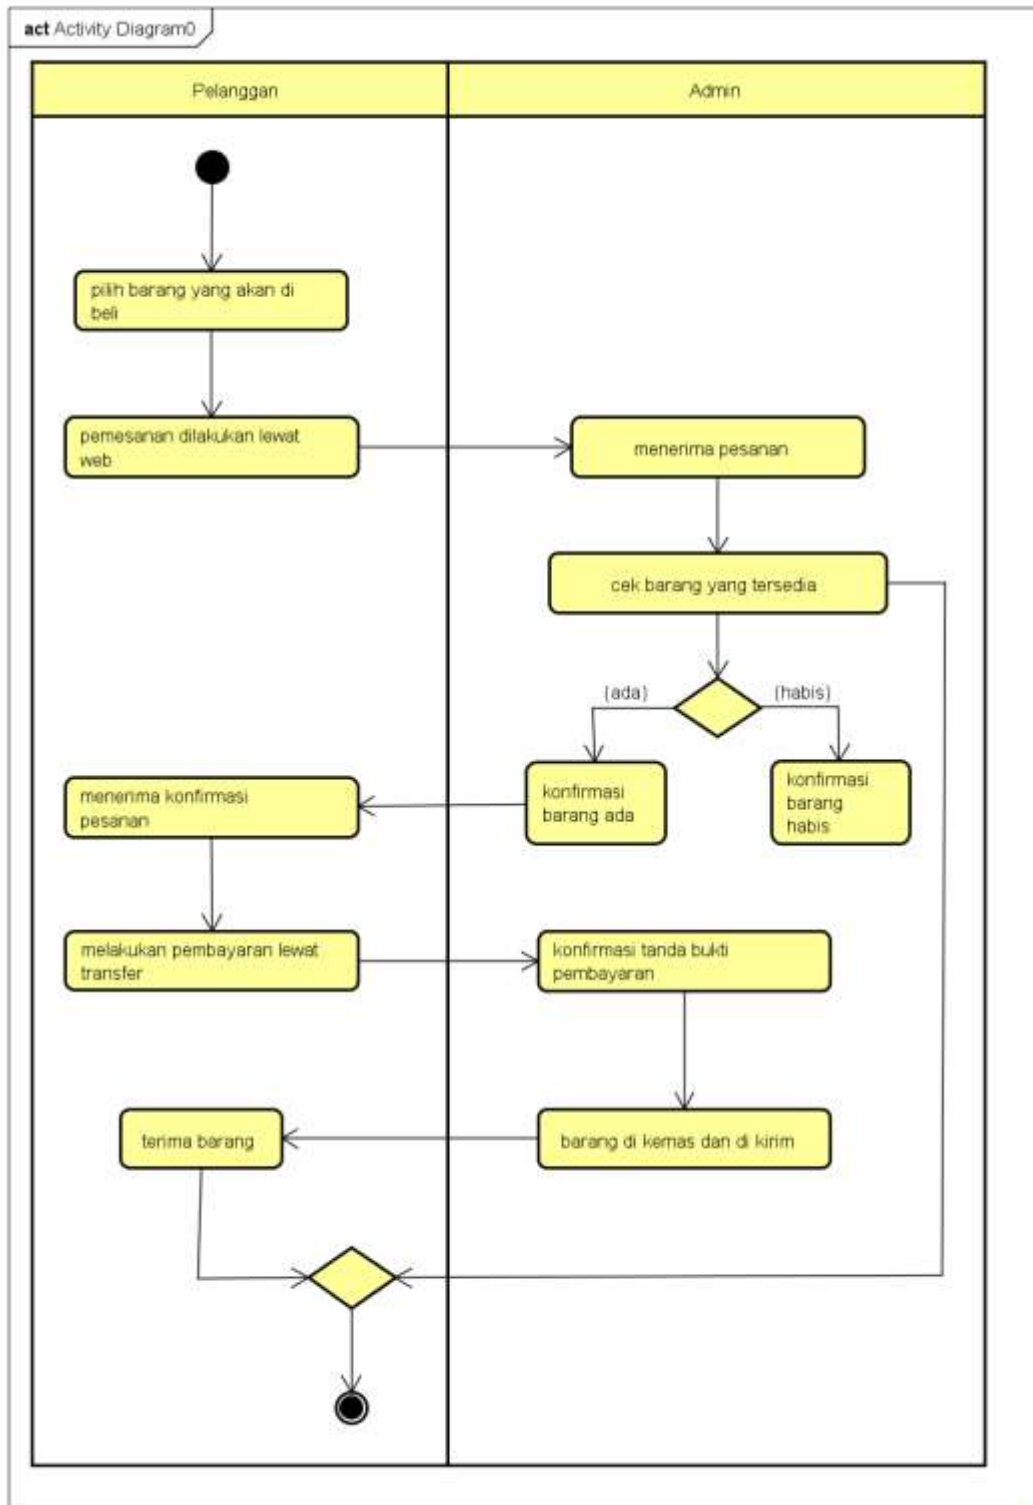 act Activity Diagram0
Pelanggan
Admin
pilih barang yang akan di
beli
pemesanan dilakukan lewat
web
menerima pesanan
cek barang yang tersedia
(ada)
(habis)
konfirmasi
barang ada
konfirmasi
barang
habis
menerima konfirmasi
pesanan
melakukan pembayaran lewat
transfer
konfirmasi tanda bukti
pembayaran
terima barang
barang di kemas dan di kirim